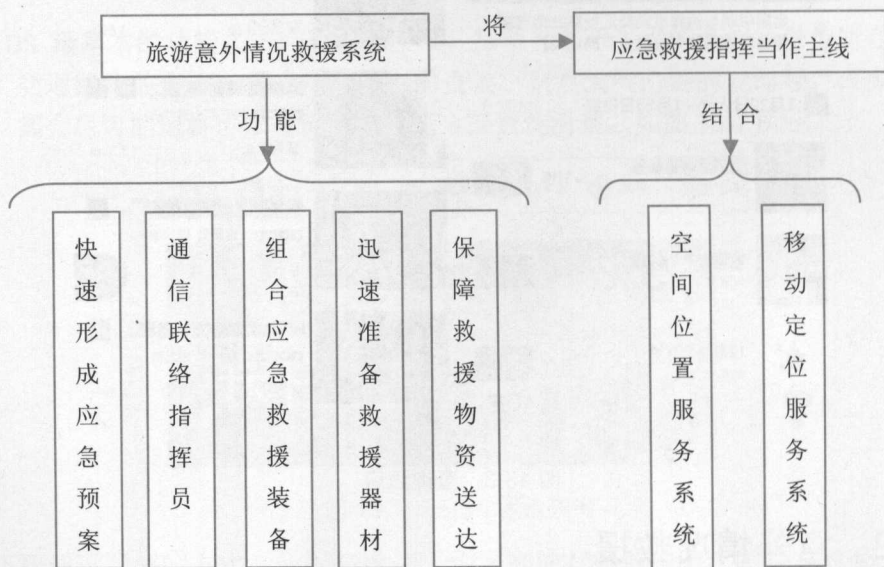 旅游意外情况救援系统
将
应急救援指挥当作主线
功能
结合
快速形成应急预案
通信联络指挥员
组合应急救援装备
迅速准备救援器材
保障救援物资送达
空间位置服务系统
移动定位服务系统